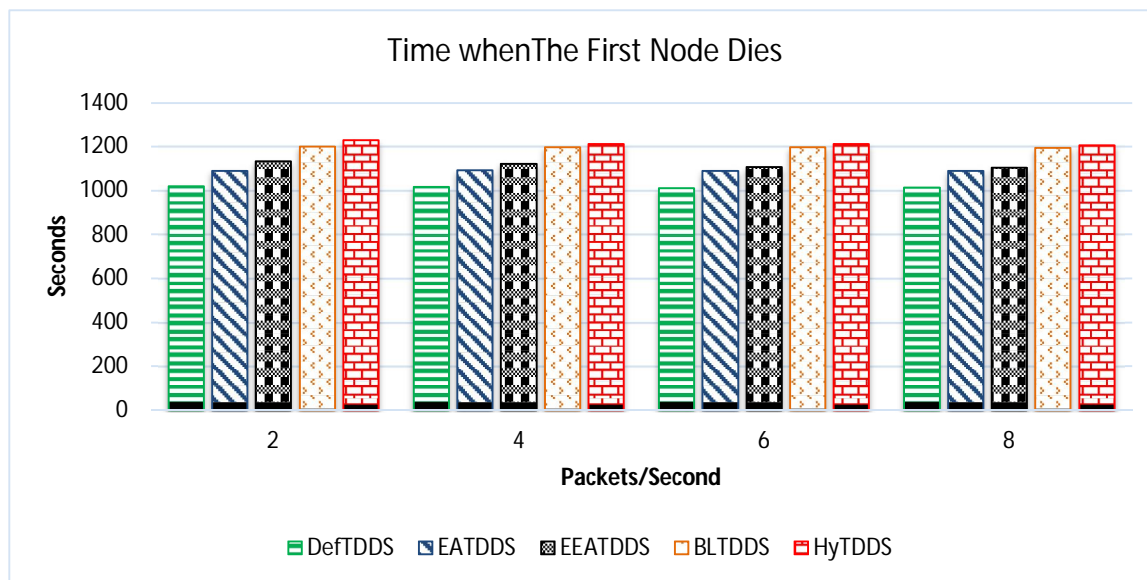 Time whenThe First Node Dies
1400
1200
1000
800
600
400
200
0
Seconds
2 4 6 8
Packets/Second
DefTDDS EATDDS EEATDDS BLTDDS HyTDDS